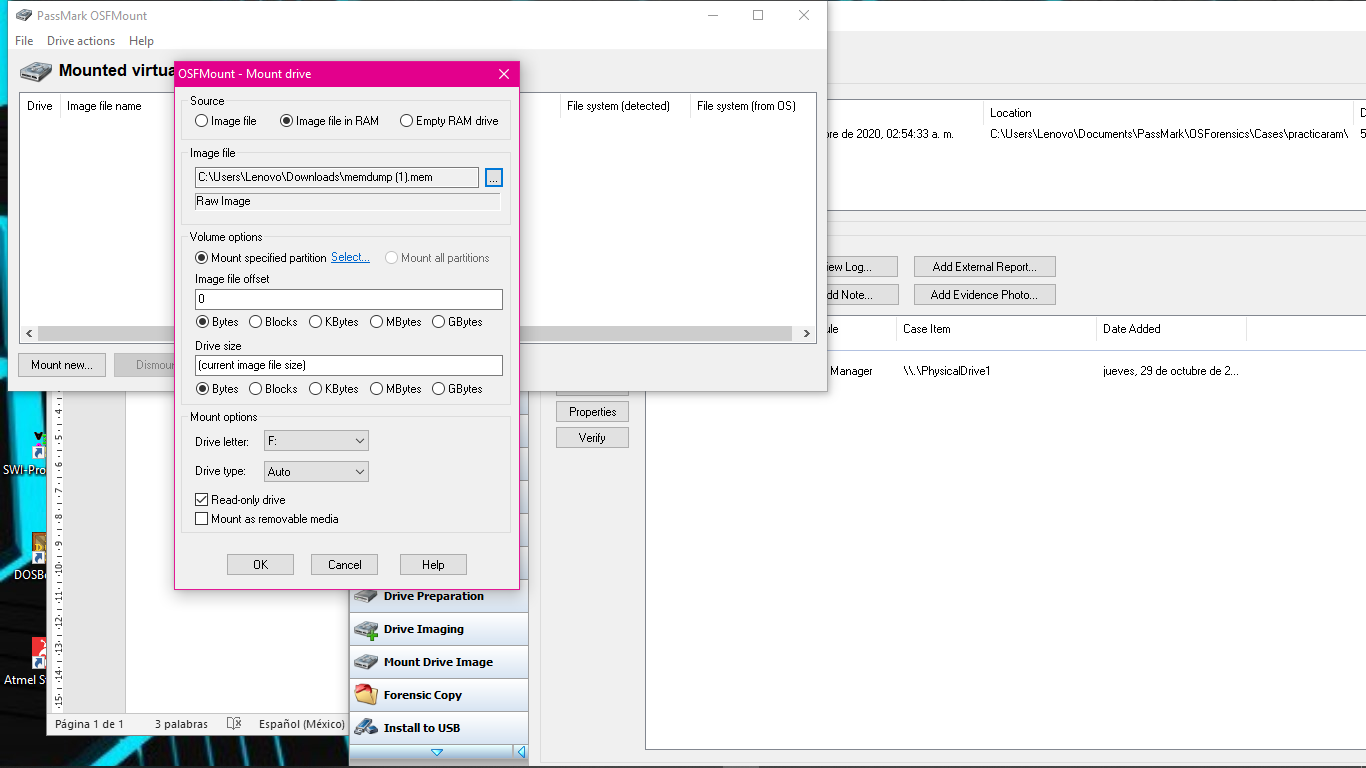 PassMark OSFMount
File Drive actions Help
Mounted virtua
Drive Image file name File system (detected) File system (from OS)
Mount new... Dismou
OSFMount - Mount drive
Source
Image file Image file in RAM Empty RAM drive
Image file
C:\Users\Lenovo\Downloads\memdump (1).mem
...
Raw Image
Volume options
Mount specified partition Select... Mount all partitions
Image file offset
0
Bytes Blocks KBytes MBytes GBytes
Drive size
(current image file size)
Bytes Blocks KBytes MBytes GBytes
Mount options
Drive letter: F:
Drive type: Auto
Read-only drive
Mount as removable media
OK Cancel Help
Location D
bre de 2020, 02:54:33 a. m. C:\Users\Lenovo\Documents\PassMark\OSForensics\Cases\practicaram\ 5
iew Log... Add External Report...
dd Note... Add Evidence Photo...
ule Case Item Date Added
Manager \\.\PhysicalDrive1 jueves, 29 de octubre de 2...
Properties
Verify
Drive Preparation
Drive Imaging
Mount Drive Image
Forensic Copy
Install to USB
SWI-Pro
DOSB
Atmel S
Página 1 de 1 3 palabras Español (México)